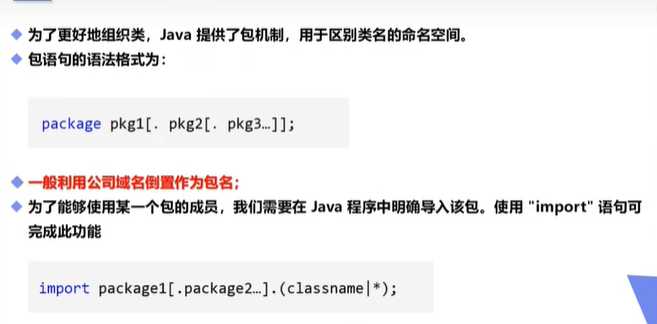 为了更好地组织类，Java 提供了包机制，用于区别类名的命名空间。
包语句的语法格式为：
package pkg1[. pkg2[. pkg3…]];
一般利用公司域名倒置作为包名；
为了能够使用某一个包的成员，我们需要在 Java 程序中明确导入该包。使用 "import" 语句可
完成此功能
import package1[.package2…].(classname|*);